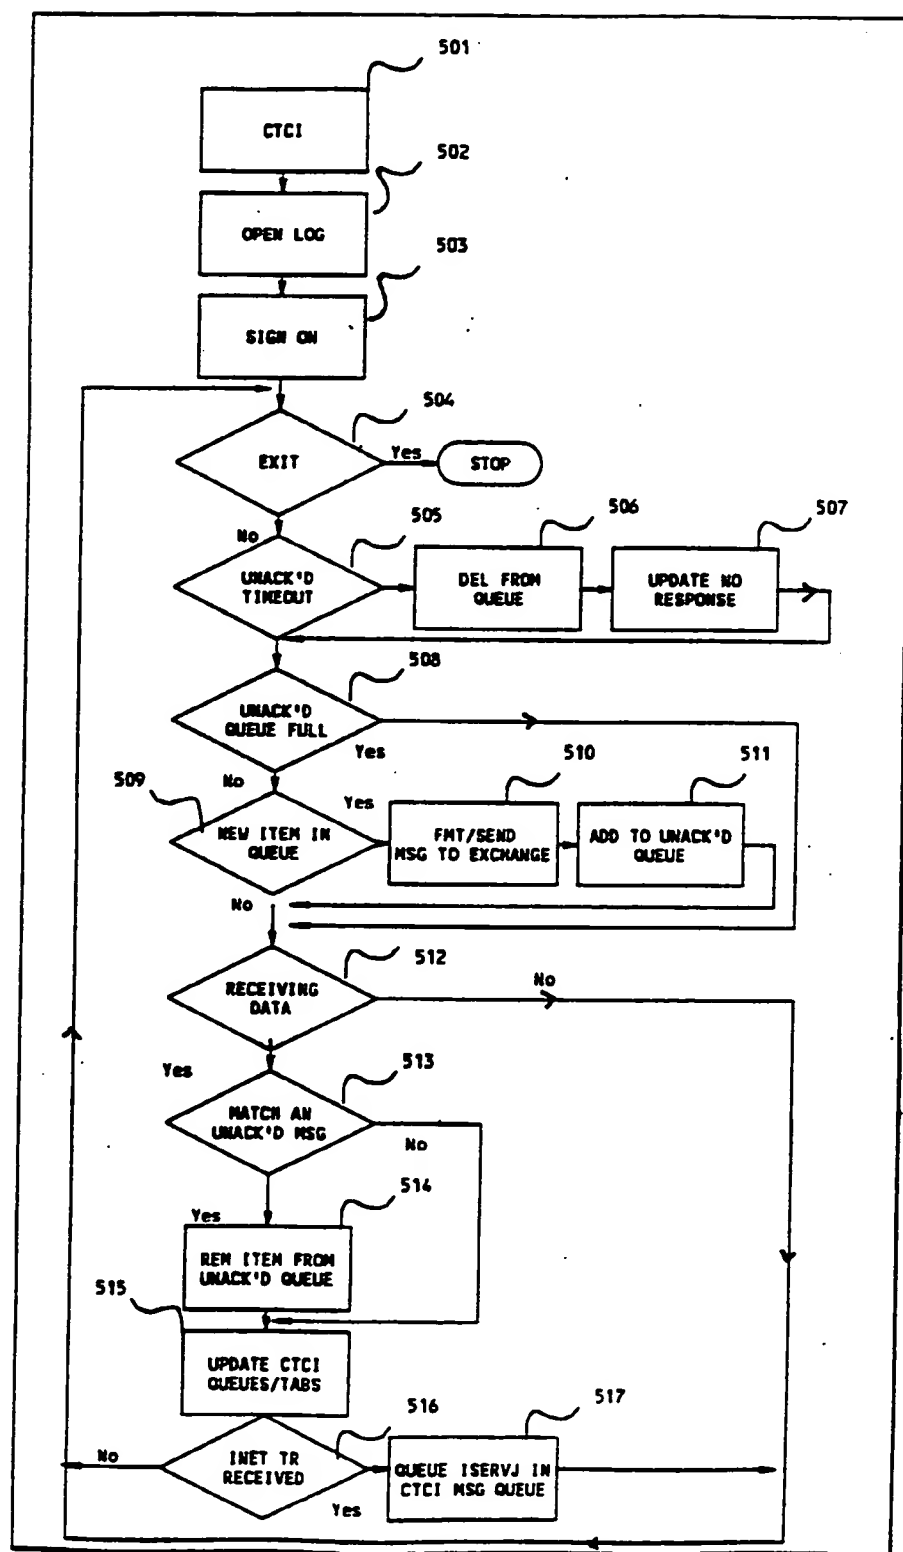 501
CTCI
502
OPEN LOG
503
SIGN ON
504
EXIT
Yes
STOP
No
505
506
507
UNACK'D
TIMEOUT
DEL FROM
QUEUE
UPDATE NO
RESPONSE
508
UNACK'D
QUEUE FULL
Yes
No
509
510
511
Yes
NEW ITEM IN
QUEUE
FMT/SEND
MSG TO EXCHANGE
ADD TO UNACK'D
QUEUE
No
512
RECEIVING
DATA
No
Yes
513
MATCH AN
UNACK'D MSG
No
514
Yes
REM ITEM FROM
UNACK'D QUEUE
515
UPDATE CTCI
QUEUES/TABS
516
517
No
INET TR
RECEIVED
Yes
QUEUE ISERVJ IN
CTCI MSG QUEUE